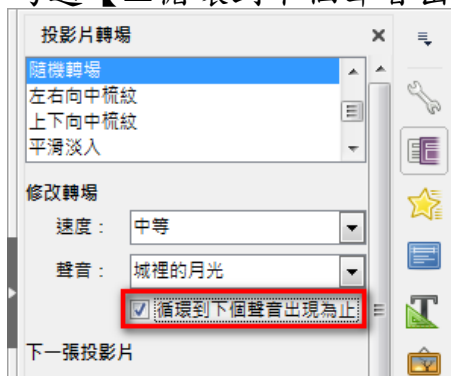 投影片轉場
隨機轉場
左右向中梳紋
上下向中梳紋
平滑淡入
修改轉場
速度： 中等
聲音： 城裡的月光
循環到下個聲音出現為止
下一張投影片